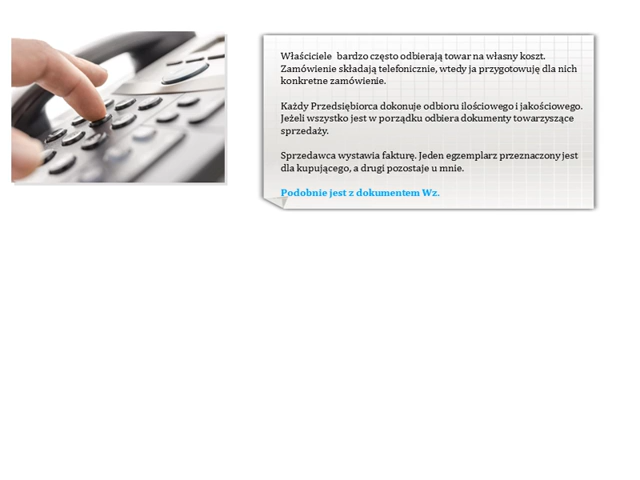 Właściciele  bardzo często odbierają towar na własny koszt.
Zamówienie składają telefonicznie, wtedy ja przygotowuję dla nich
konkretne zamówienie.
Każdy Przedsiębiorca dokonuje odbioru ilościowego i jakościowego.
Jeżeli wszystko jest w porządku odbiera dokumenty towarzyszące
sprzedaży.
Sprzedawca wystawia fakturę. Jeden egzemplarz przeznaczony jest
dla kupującego, a drugi pozostaje u mnie.
Podobnie jest z dokumentem Wz.